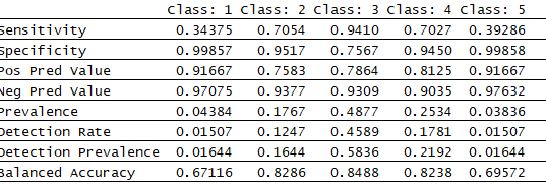 Class: 1 Class: 2 Class: 3 Class: 4 Class: 5
Sensitivity 0.34375 0.7054 0.9410 0.7027 0.39286
Specificity 0.99857 0.9517 0.7567 0.9450 0.99858
Pos Pred Value 0.91667 0.7583 0.7864 0.8125 0.91667
Neg Pred Value 0.97075 0.9377 0.9309 0.9035 0.97632
Prevalence 0.04384 0.1767 0.4877 0.2534 0.03836
Detection Rate 0.01507 0.1247 0.4589 0.1781 0.01507
Detection Prevalence 0.01644 0.1644 0.5836 0.2192 0.01644
Balanced Accuracy 0.67116 0.8286 0.8488 0.8238 0.69572